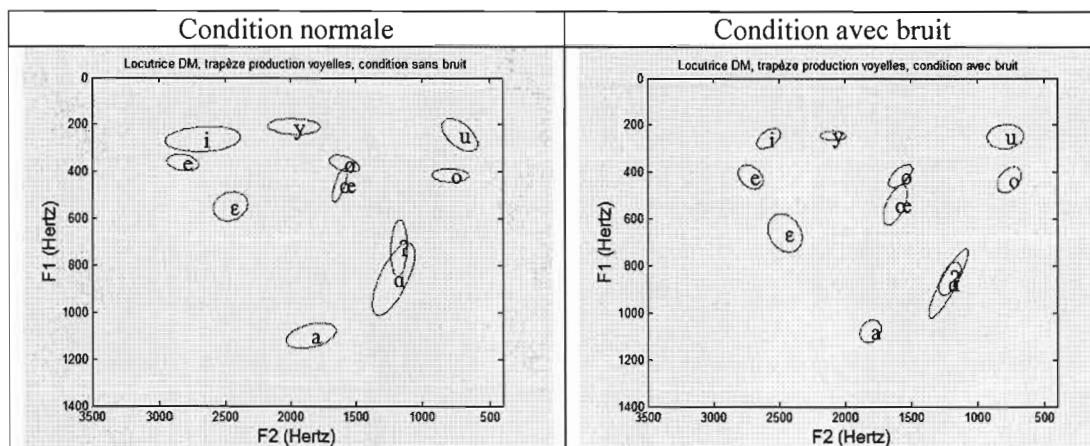 Condition normale
Locutrice DM, trapèze production voyelles, condition sans bruit
0
200
400
600
800
1000
1200
1400
3500 3000 2500 2000 1500 1000 500
F1 (Hertz)
F2 (Hertz)
i
y
u
e
ø
o
œ
ε
ɑ
a
Condition avec bruit
Locutrice DM, trapèze production voyelles, condition avec bruit
0
200
400
600
800
1000
1200
1400
3500 3000 2500 2000 1500 1000 500
F1 (Hertz)
F2 (Hertz)
i
y
u
e
ø
o
œ
ε
a